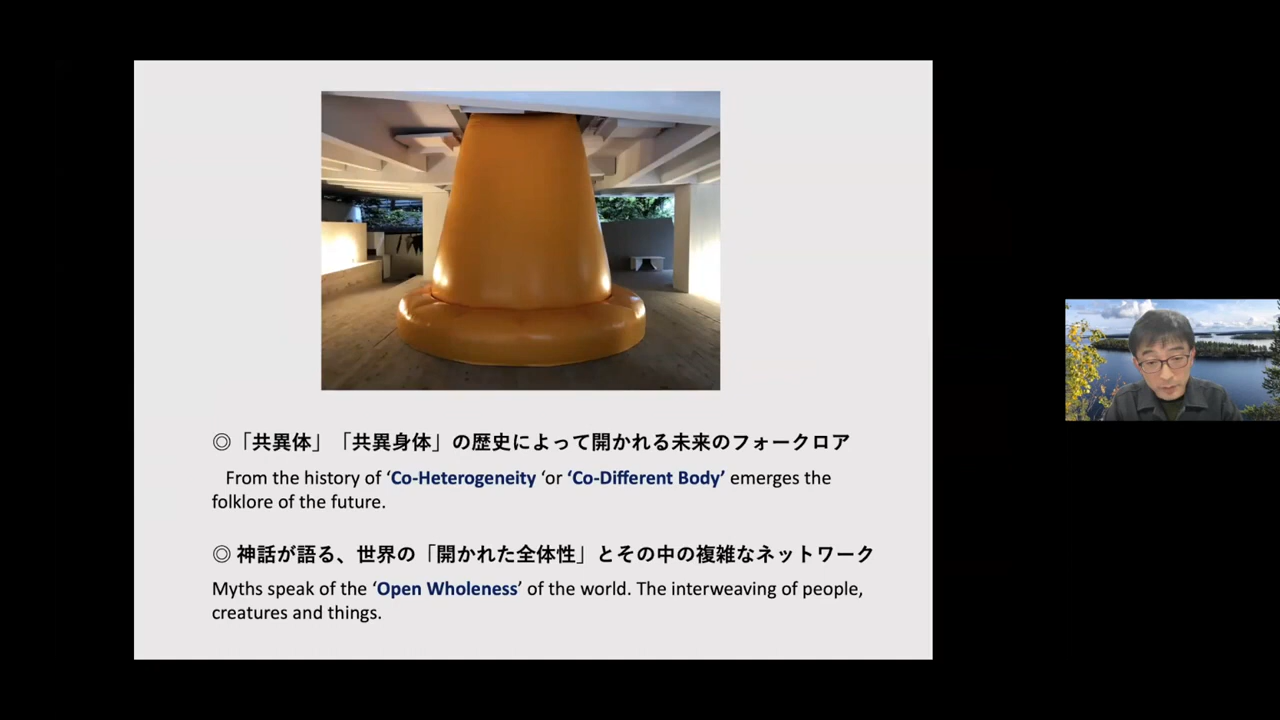 ◎「共異体」「共異身体」の歴史によって開かれる未来のフォークロア
From the history of ‘Co-Heterogeneity ‘or ‘Co-Different Body’ emerges the
folklore of the future.
◎ 神話が語る、世界の「開かれた全体性」とその中の複雑なネットワーク
Myths speak of the ‘Open Wholeness’ of the world. The interweaving of people,
creatures and things.